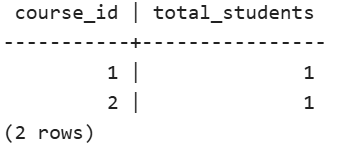 course_id | total_students
-----------+----------------
1 | 1
2 | 1
(2 rows)